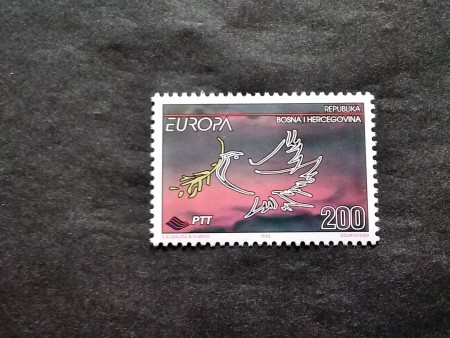 REPUBLIKA
BOSNA I HERCEGOVINA
EUROPA
PTT
200